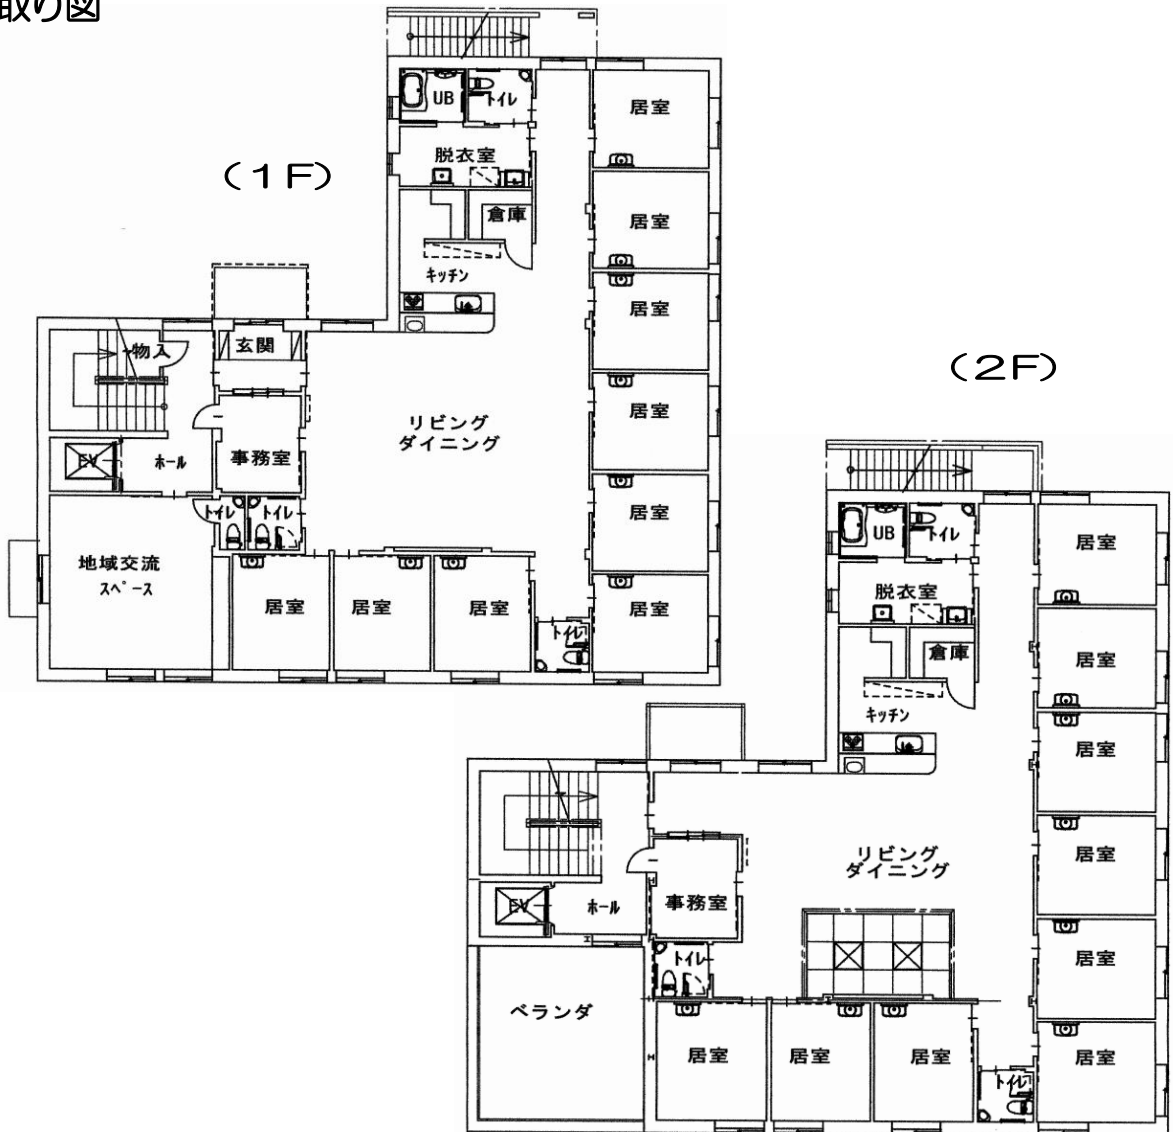 取り図
（１F）
UB
トイレ
脱衣室
倉庫
キッチン
居室
居室
居室
居室
居室
居室
物入
玄関
リビング
ダイニング
EV
ホール
事務室
トイレ
トイレ
地域交流
スペース
居室
居室
居室
トイレ
（２F）
UB
トイレ
脱衣室
倉庫
キッチン
居室
居室
居室
居室
居室
居室
リビング
ダイニング
EV
ホール
事務室
トイレ
ベランダ
居室
居室
居室
トイレ